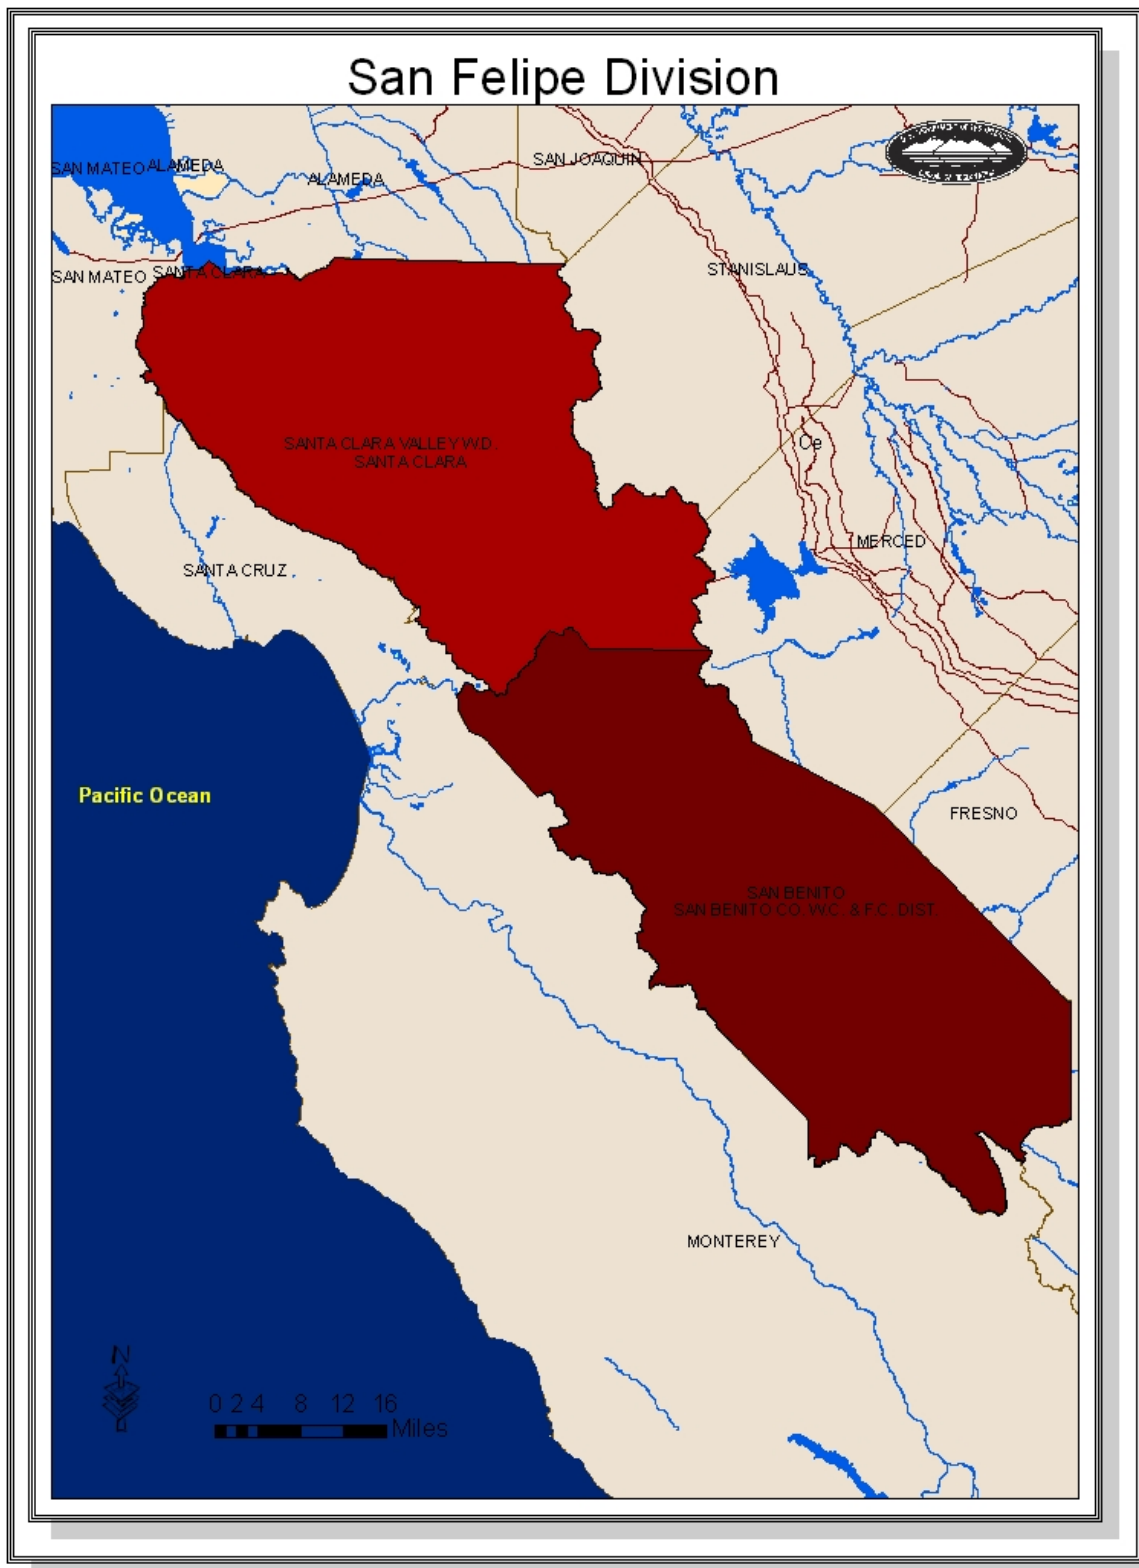 San Felipe Division
SAN JOAQUIN
SAN MATEO
ALAMEDA
ALAMEDA
STANISLAUS
SAN MATEO
SANTA CLARA
SANTA CLARA VALLEY W.D.
SANTA CLARA
Ce
MERCED
SANTA CRUZ
Pacific Ocean
FRESNO
SAN BENITO
SAN BENITO CO. W.C. & F.C. DIST.
MONTEREY
N
0 2 4 8 12 16
Miles